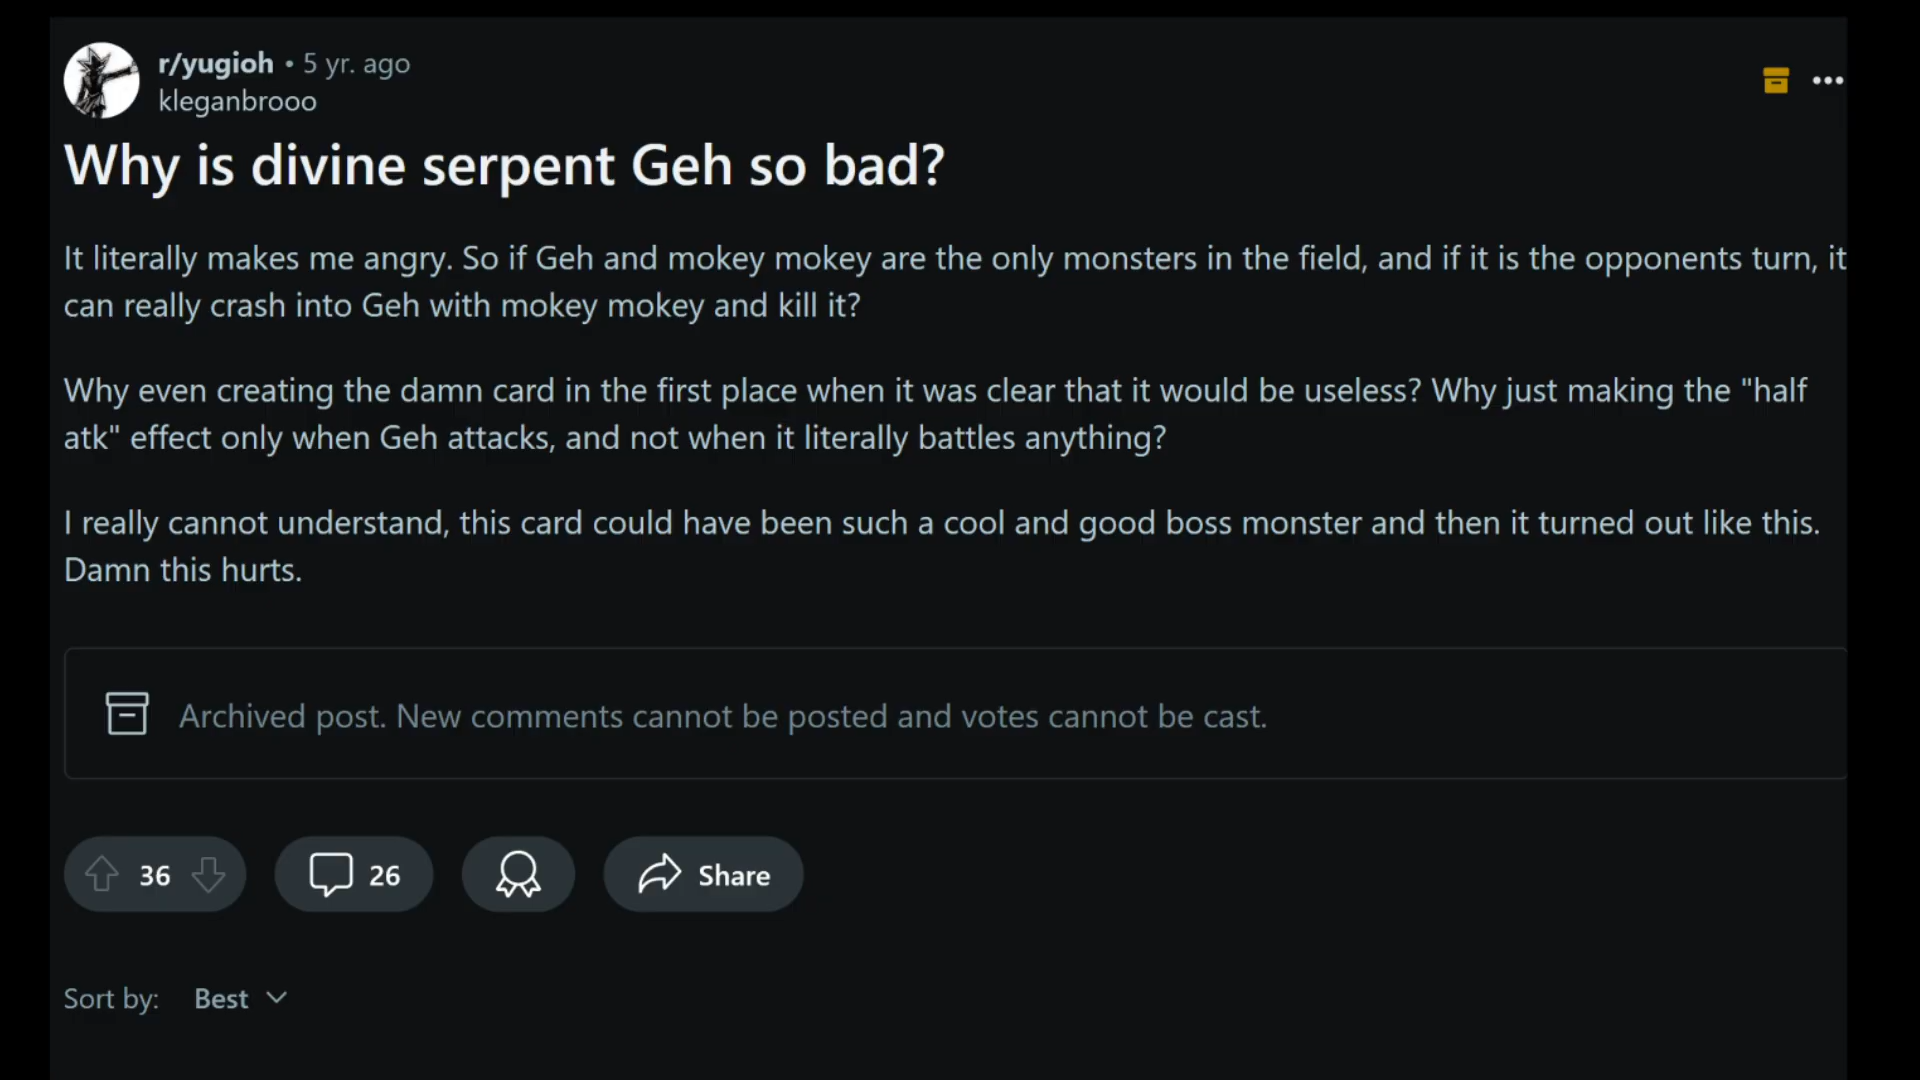 r/yugioh • 5 yr. ago
kleganbrooo
Why is divine serpent Geh so bad?
It literally makes me angry. So if Geh and mokey mokey are the only monsters in the field, and if it is the opponents turn, it
can really crash into Geh with mokey mokey and kill it?
Why even creating the damn card in the first place when it was clear that it would be useless? Why just making the "half
atk" effect only when Geh attacks, and not when it literally battles anything?
I really cannot understand, this card could have been such a cool and good boss monster and then it turned out like this.
Damn this hurts.
Archived post. New comments cannot be posted and votes cannot be cast.
36 26 Share
Sort by: Best